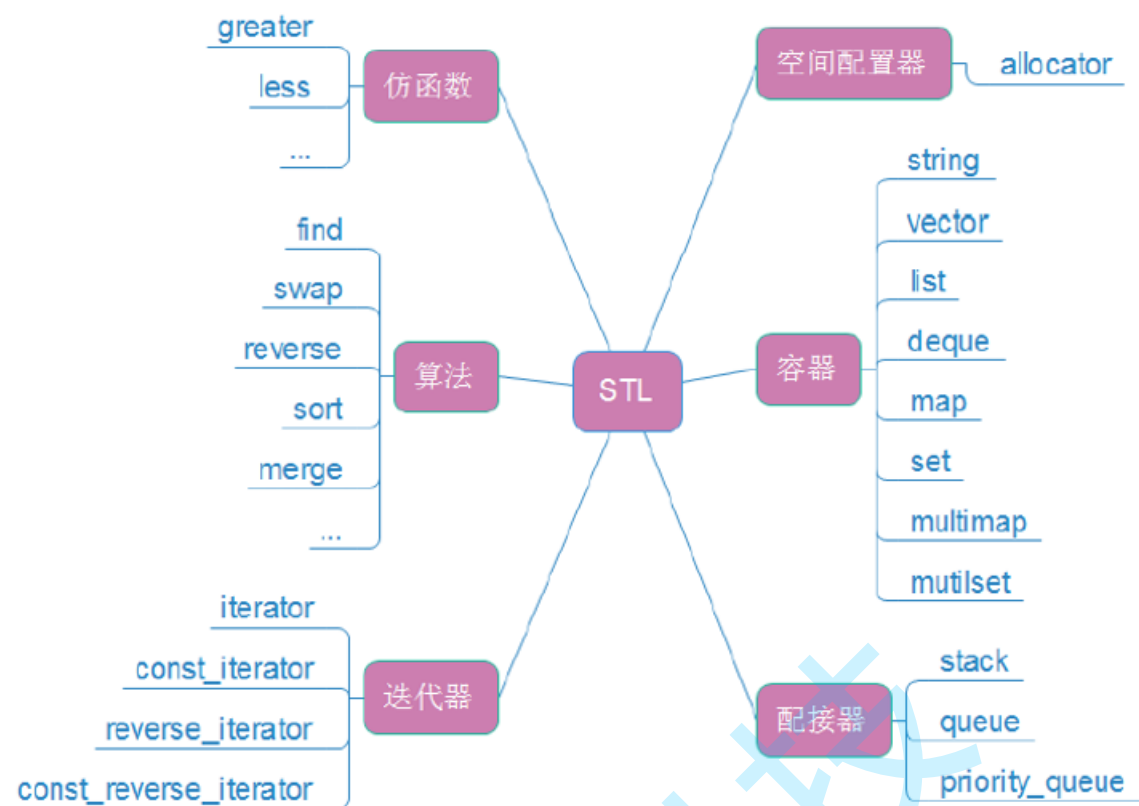 greater
less
...
仿函数
find
swap
reverse
sort
merge
...
算法
iterator
const_iterator
reverse_iterator
const_reverse_iterator
迭代器
STL
空间配置器
allocator
容器
string
vector
list
deque
map
set
multimap
mutilset
配接器
stack
queue
priority_queue